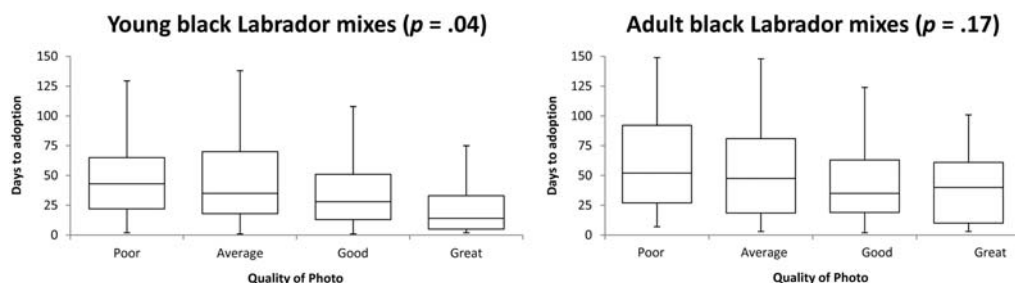 Young black Labrador mixes (p = .04)
150
125
100
75
50
25
0
Days to adoption
Poor Average Good Great
Quality of Photo
Adult black Labrador mixes (p = .17)
150
125
100
75
50
25
0
Days to adoption
Poor Average Good Great
Quality of Photo